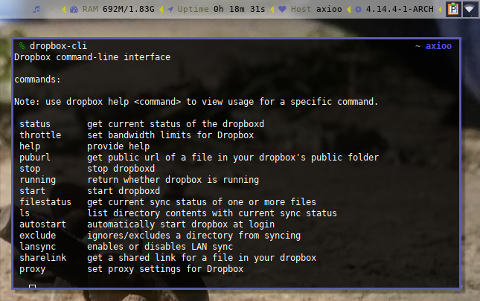 RAM 692M/1.83G Uptime 0h 18m 31s Host axioo 4.14.4-1-ARCH
% dropbox-cli ~ axioo
Dropbox command-line interface
commands:
Note: use dropbox help <command> to view usage for a specific command.
status get current status of the dropboxd
throttle set bandwidth limits for Dropbox
help provide help
puburl get public url of a file in your dropbox's public folder
stop stop dropboxd
running return whether dropbox is running
start start dropboxd
filestatus get current sync status of one or more files
ls list directory contents with current sync status
autostart automatically start dropbox at login
exclude ignores/excludes a directory from syncing
lansync enables or disables LAN sync
sharelink get a shared link for a file in your dropbox
proxy set proxy settings for Dropbox